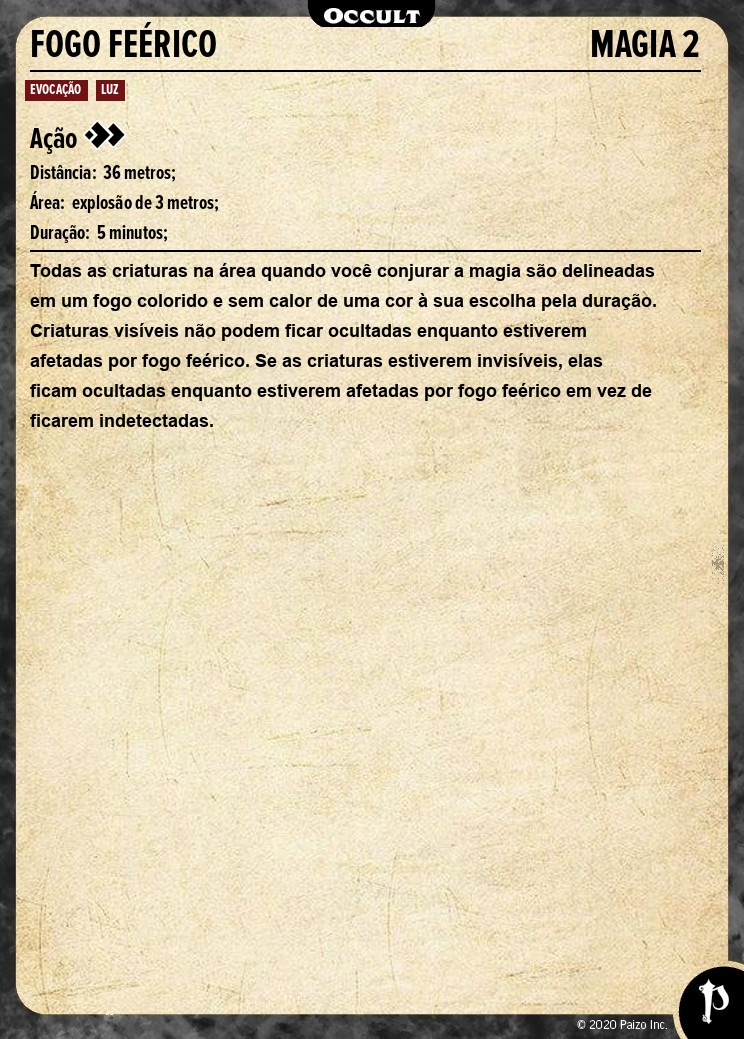 Occult
FOGO FEÉRICO MAGIA 2
EVOCAÇÃO LUZ
Ação
Distância: 36 metros;
Área: explosão de 3 metros;
Duração: 5 minutos;
Todas as criaturas na área quando você conjurar a magia são delineadas
em um fogo colorido e sem calor de uma cor à sua escolha pela duração.
Criaturas visíveis não podem ficar ocultadas enquanto estiverem
afetadas por fogo feérico. Se as criaturas estiverem invisíveis, elas
ficam ocultadas enquanto estiverem afetadas por fogo feérico em vez de
ficarem indetectadas.
© 2020 Paizo Inc.
P